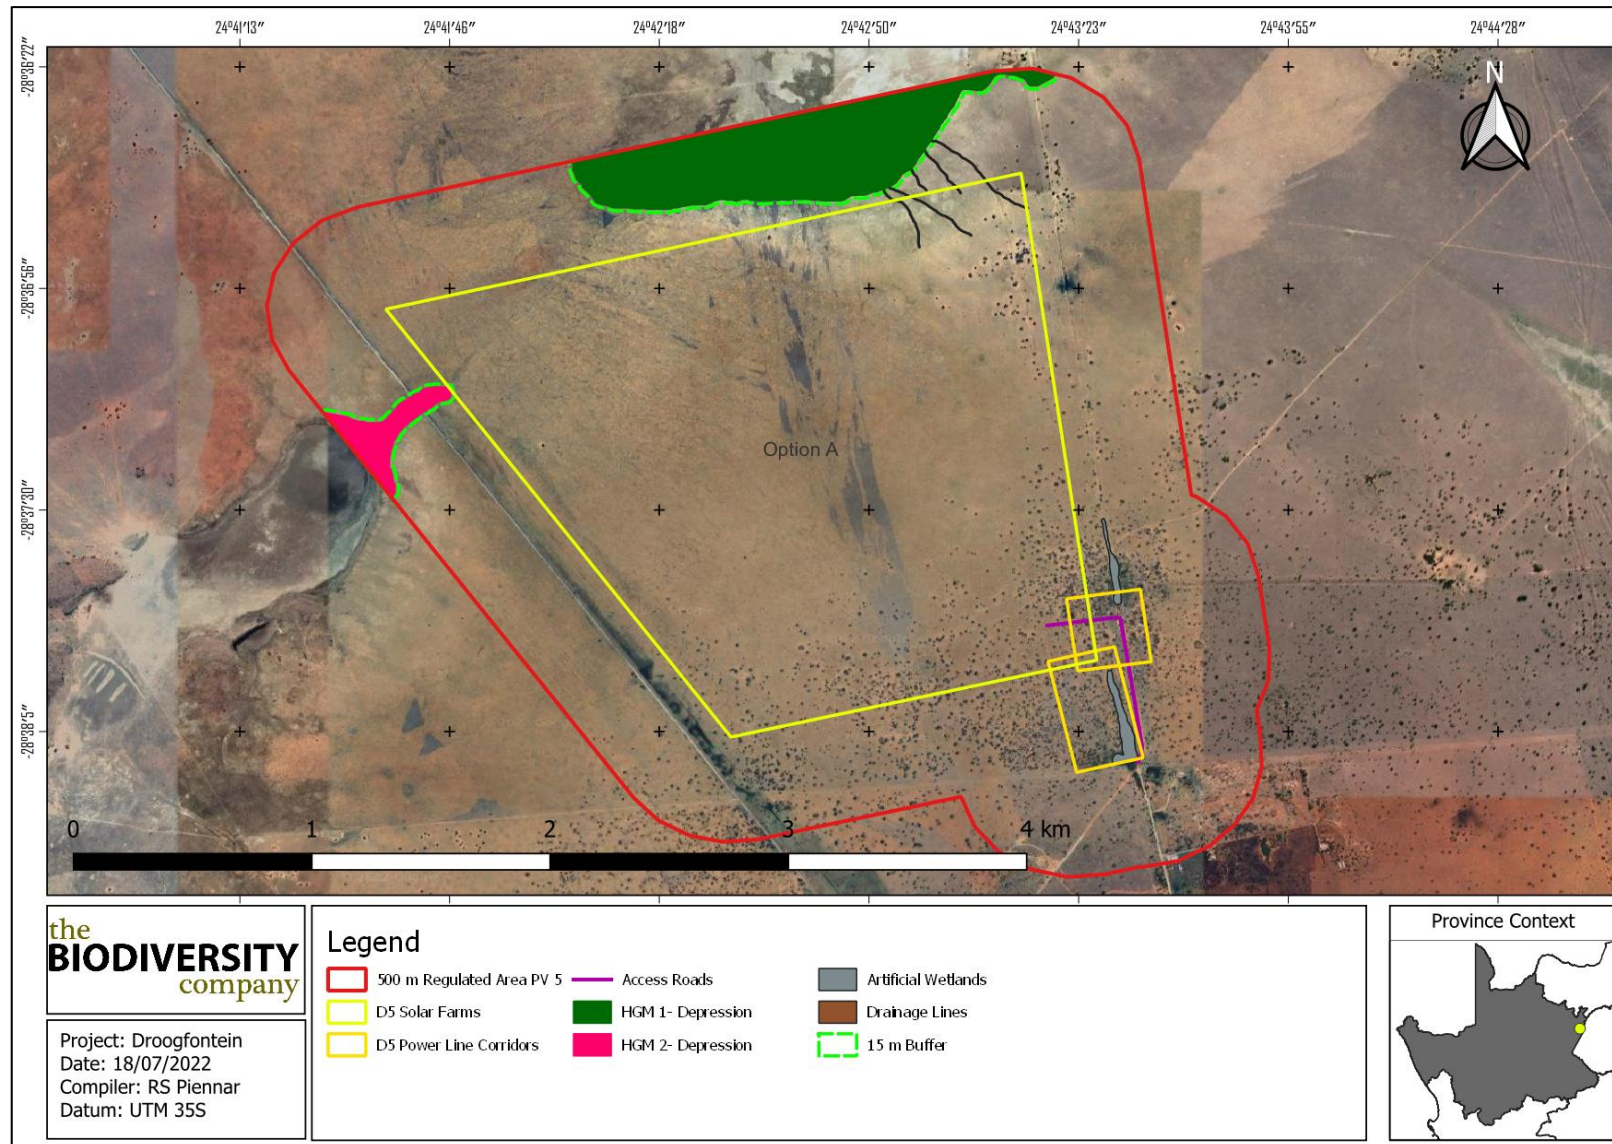 24°41'13" 24°41'46" 24°42'18" 24°42'50" 24°43'23" 24°43'55" 24°44'28"
-28°36'22"
-28°36'56"
-28°37'30"
-28°38'5"
N
Option A
0 1 2 3 4 km
the
BIODIVERSITY
company
Project: Droogfontein
Date: 18/07/2022
Compiler: RS Piennar
Datum: UTM 35S
Legend
500 m Regulated Area PV 5
D5 Solar Farms
D5 Power Line Corridors
Access Roads
HGM 1- Depression
HGM 2- Depression
Artificial Wetlands
Drainage Lines
15 m Buffer
Province Context